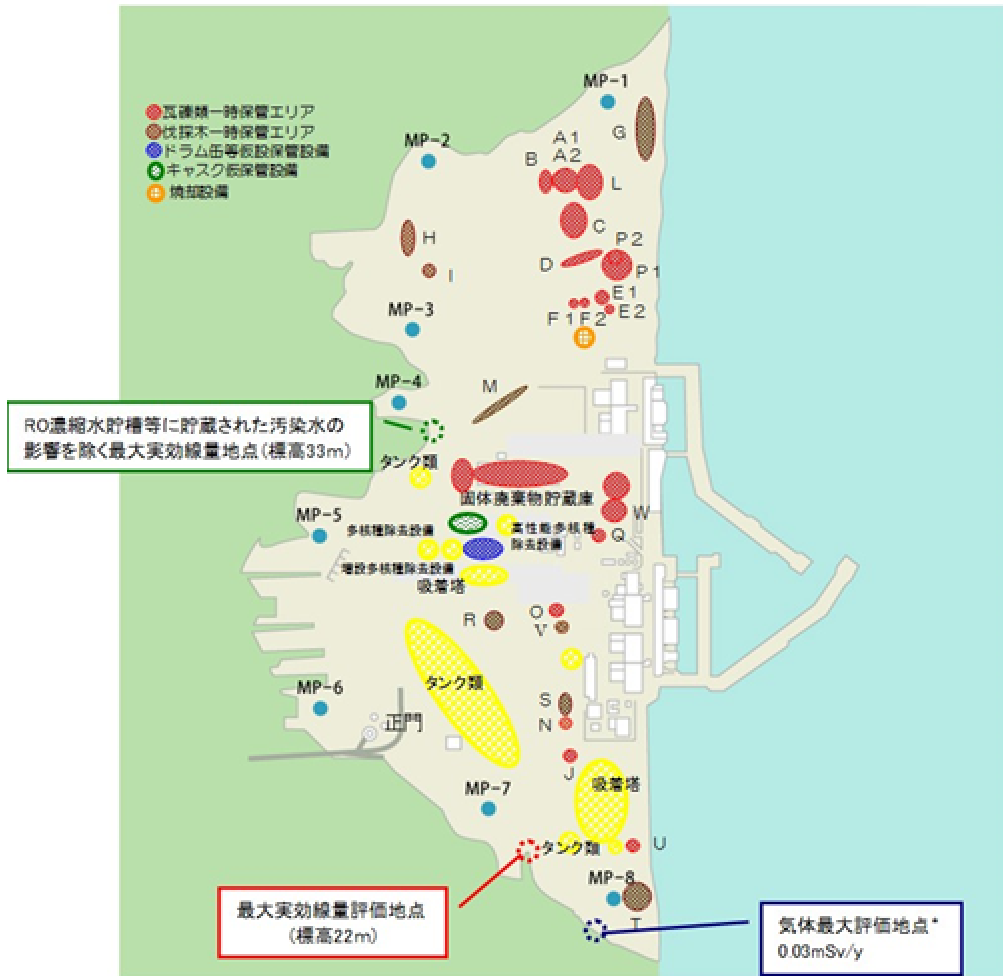 MP-1
瓦礫類一時保管エリア
伐採木一時保管エリア
ドラム缶等仮設保管設備
キャスク仮保管設備
焼却設備
MP-2
A1
A2
B
G
L
C
H
I
D
P2
P1
E1
E2
F1 F2
MP-3
MP-4
M
RO濃縮水貯槽等に貯蔵された汚染水の
影響を除く最大実効線量地点(標高33m)
タンク類
固体廃棄物貯蔵庫
W
MP-5
多核種除去設備
高性能多核種
除去設備
Q
増設多核種除去設備
吸着塔
R
O
V
タンク類
MP-6
正門
S
N
J
MP-7
吸着塔
タンク類
U
MP-8
T
最大実効線量評価地点
(標高22m)
気体最大評価地点*
0.03mSv/y